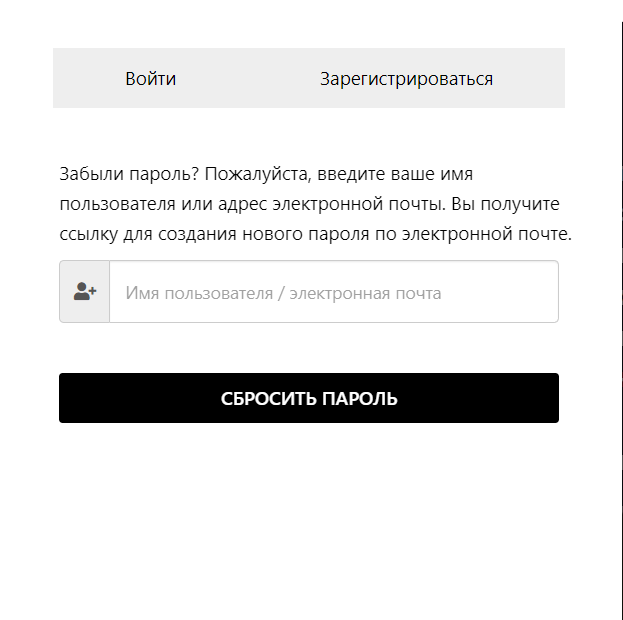 Войти Зарегистрироваться
Забыли пароль? Пожалуйста, введите ваше имя
пользователя или адрес электронной почты. Вы получите
ссылку для создания нового пароля по электронной почте.
Имя пользователя / электронная почта
СБРОСИТЬ ПАРОЛЬ